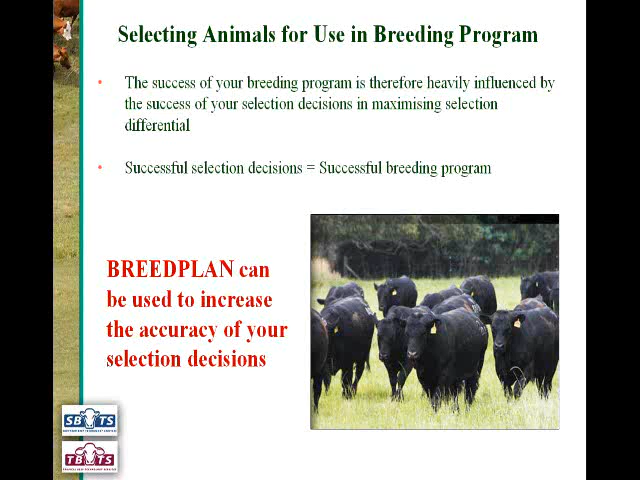 Selecting Animals for Use in Breeding Program
• The success of your breeding program is therefore heavily influenced by
the success of your selection decisions in maximising selection
differential
• Successful selection decisions = Successful breeding program
BREEDPLAN can
be used to increase
the accuracy of your
selection decisions
SBTS
TBTS